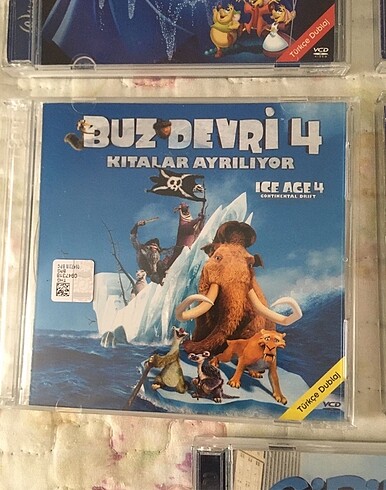 Türkçe Dublaj
VCD
BUZ DEVRİ 4
KITALAR AYRILIYOR
ICE AGE 4
CONTINENTAL DRIFT
Türkçe Dublaj
VCD